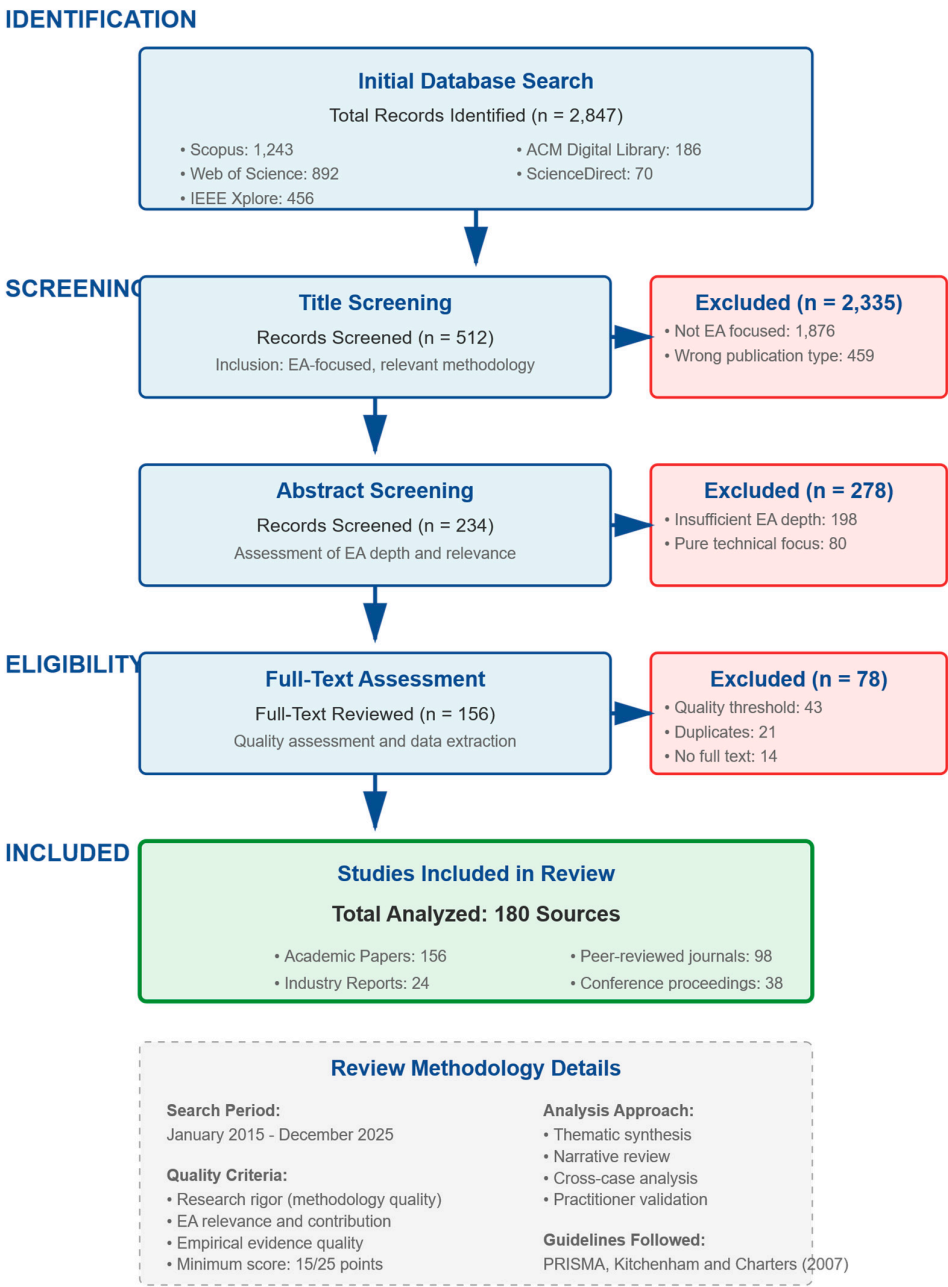 IDENTIFICATION
Initial Database Search
Total Records Identified (n = 2,847)
• Scopus: 1,243
• Web of Science: 892
• IEEE Xplore: 456
• ACM Digital Library: 186
• ScienceDirect: 70
SCREENING
Title Screening
Records Screened (n = 512)
Inclusion: EA-focused, relevant methodology
Excluded (n = 2,335)
• Not EA focused: 1,876
• Wrong publication type: 459
Abstract Screening
Records Screened (n = 234)
Assessment of EA depth and relevance
Excluded (n = 278)
• Insufficient EA depth: 198
• Pure technical focus: 80
ELIGIBILITY
Full-Text Assessment
Full-Text Reviewed (n = 156)
Quality assessment and data extraction
Excluded (n = 78)
• Quality threshold: 43
• Duplicates: 21
• No full text: 14
INCLUDED
Studies Included in Review
Total Analyzed: 180 Sources
• Academic Papers: 156
• Industry Reports: 24
• Peer-reviewed journals: 98
• Conference proceedings: 38
Review Methodology Details
Search Period:
January 2015 - December 2025
Quality Criteria:
• Research rigor (methodology quality)
• EA relevance and contribution
• Empirical evidence quality
• Minimum score: 15/25 points
Analysis Approach:
• Thematic synthesis
• Narrative review
• Cross-case analysis
• Practitioner validation
Guidelines Followed:
PRISMA, Kitchenham and Charters (2007)